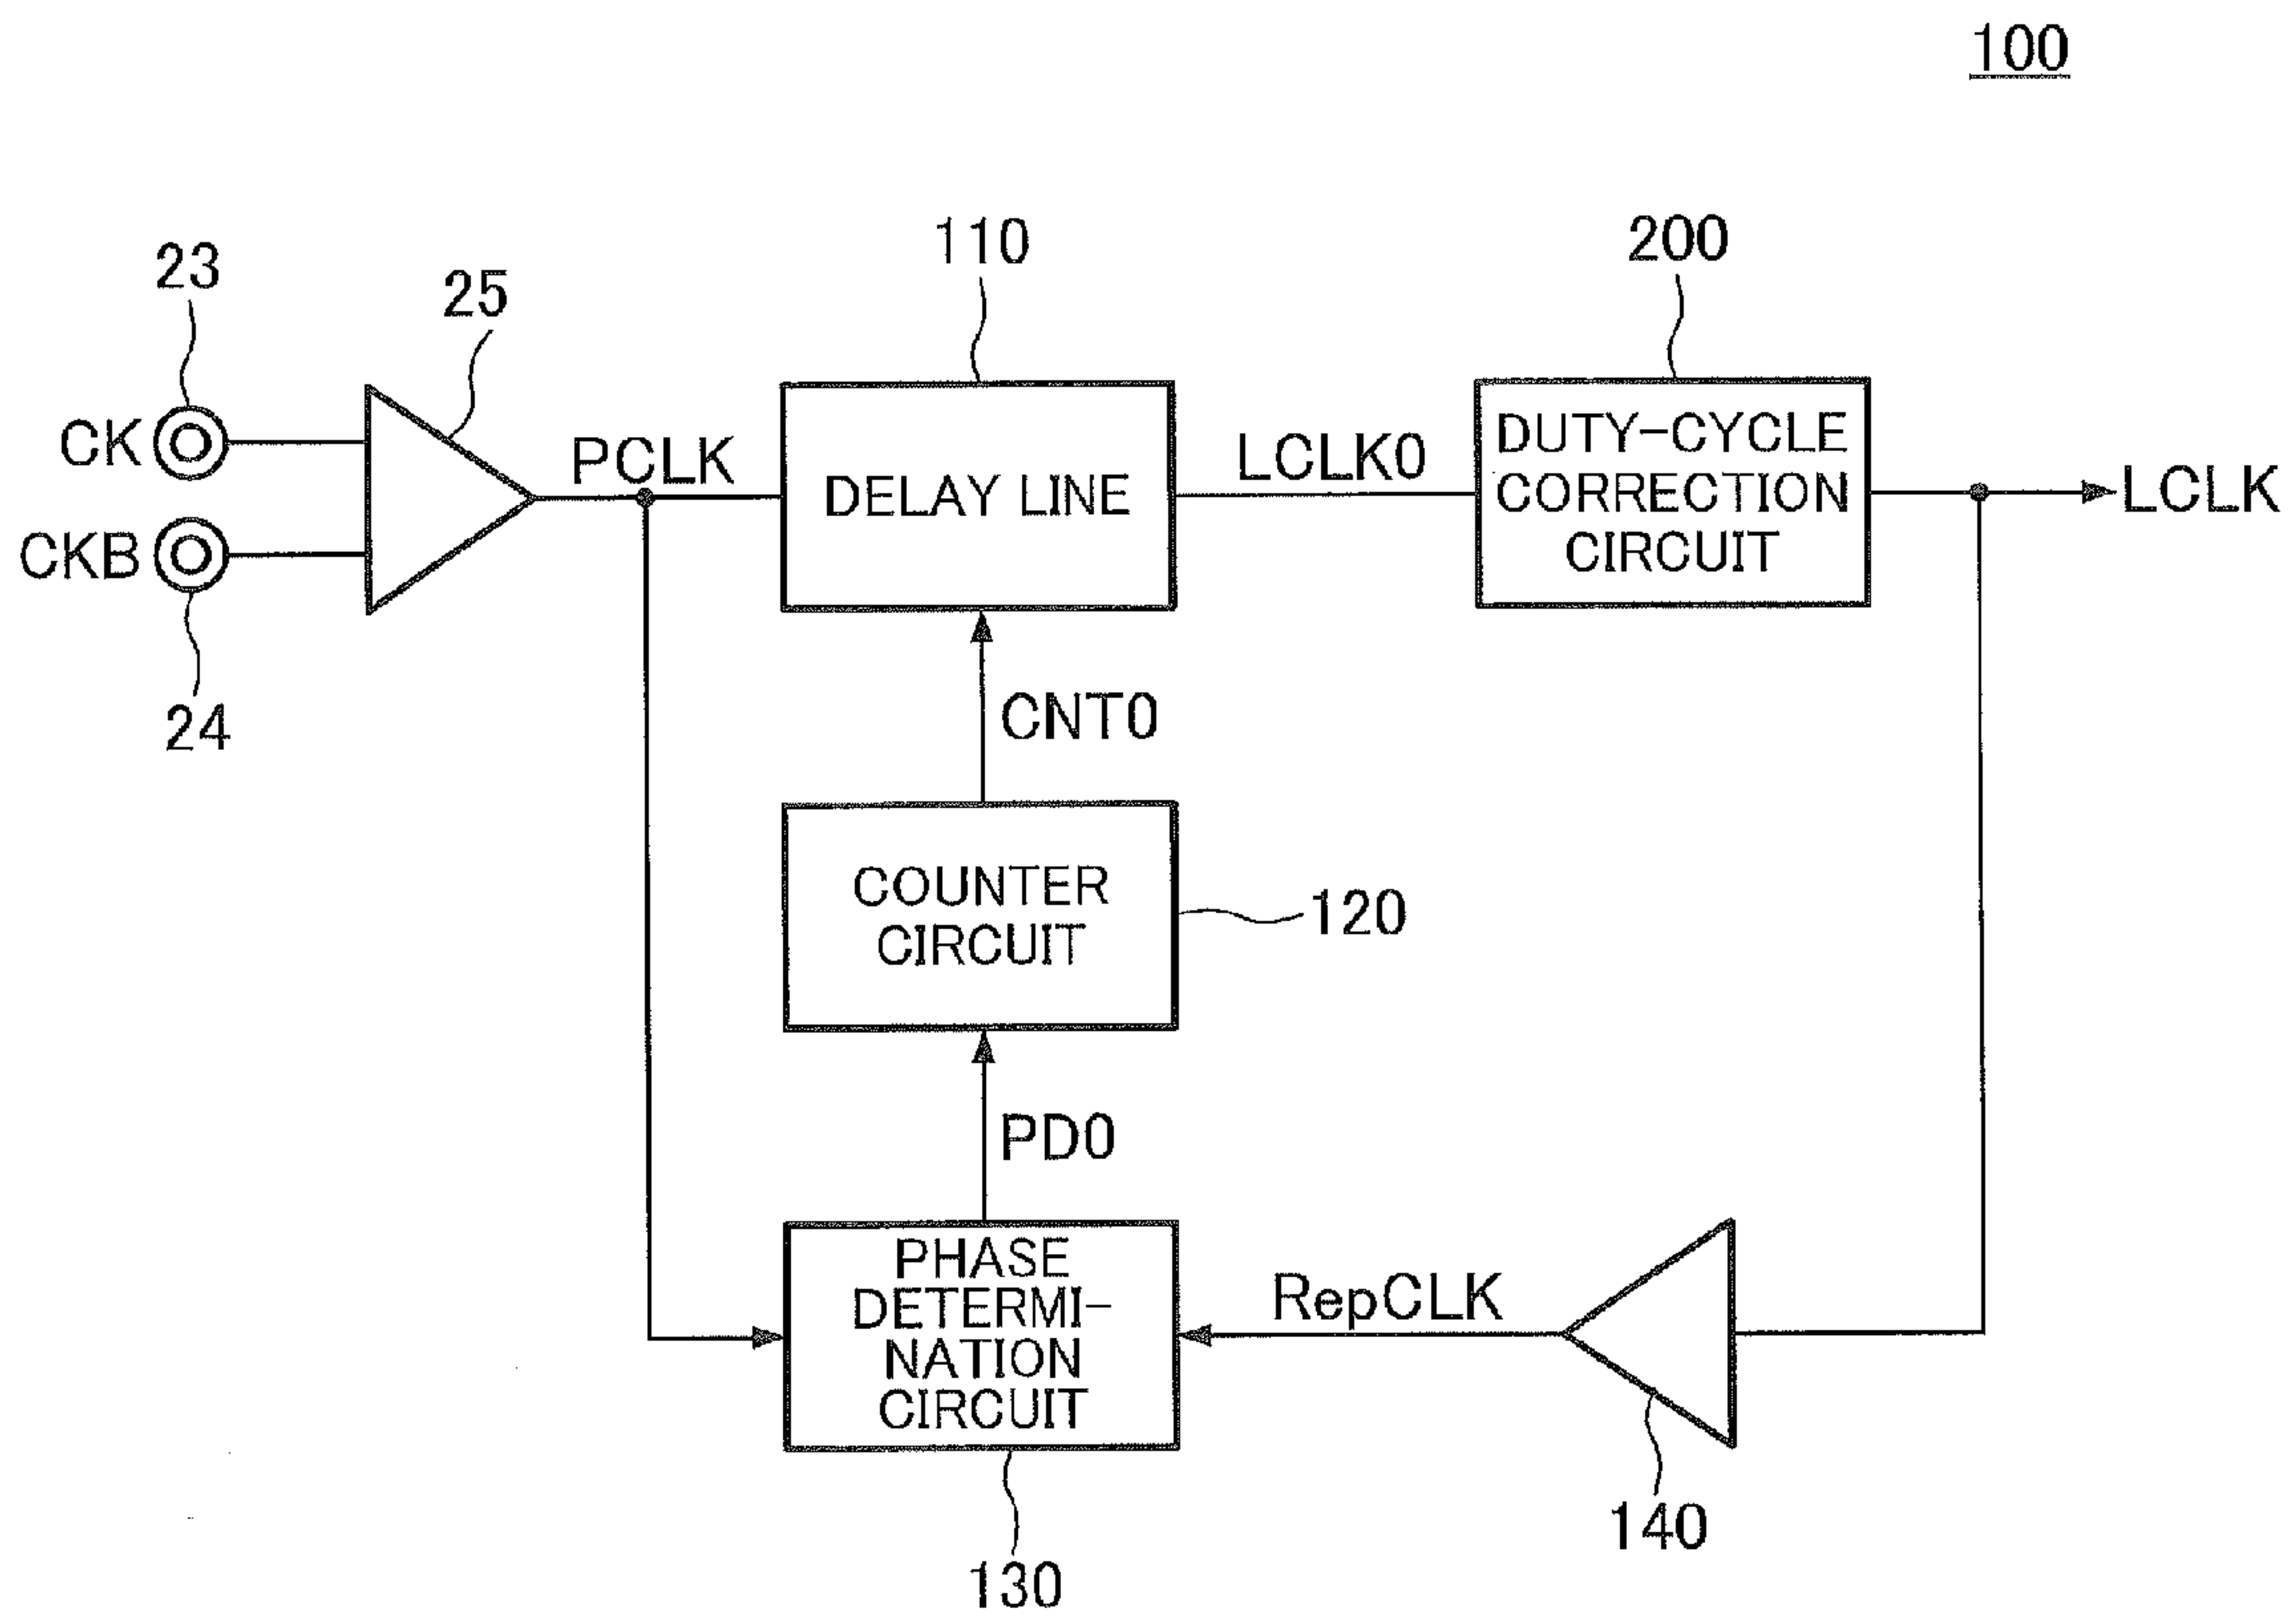 100
110
200
23
25
CK
PCLK
DELAY LINE
LCLK0
DUTY-CYCLE
CORRECTION
CIRCUIT
LCLK
CKB
24
CNT0
COUNTER
CIRCUIT
120
PD0
PHASE
DETERMI-
NATION
CIRCUIT
RepCLK
140
130